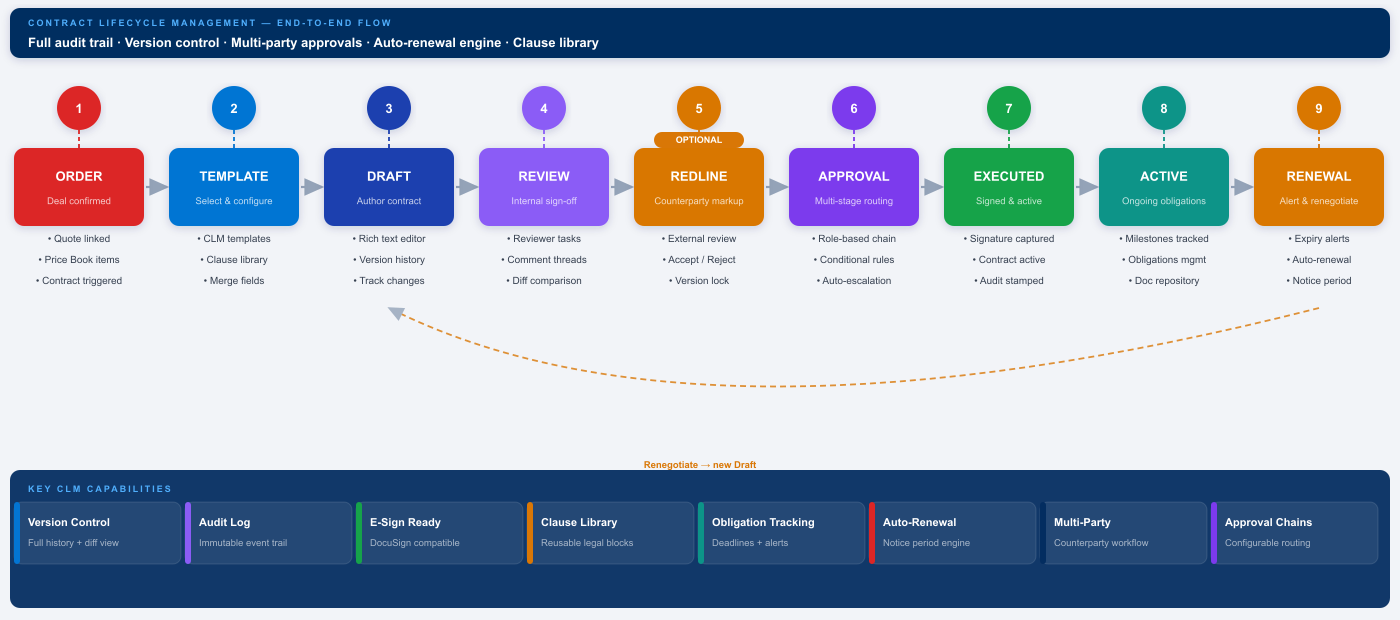 CONTRACT LIFECYCLE MANAGEMENT — END-TO-END FLOW
Full audit trail · Version control · Multi-party approvals · Auto-renewal engine · Clause library
1
2
3
4
5
6
7
8
9
OPTIONAL
ORDER
Deal confirmed
• Quote linked
• Price Book items
• Contract triggered
TEMPLATE
Select & configure
• CLM templates
• Clause library
• Merge fields
DRAFT
Author contract
• Rich text editor
• Version history
• Track changes
REVIEW
Internal sign-off
• Reviewer tasks
• Comment threads
• Diff comparison
REDLINE
Counterparty markup
• External review
• Accept / Reject
• Version lock
APPROVAL
Multi-stage routing
• Role-based chain
• Conditional rules
• Auto-escalation
EXECUTED
Signed & active
• Signature captured
• Contract active
• Audit stamped
ACTIVE
Ongoing obligations
• Milestones tracked
• Obligations mgmt
• Doc repository
RENEWAL
Alert & renegotiate
• Expiry alerts
• Auto-renewal
• Notice period
Renegotiate → new Draft
KEY CLM CAPABILITIES
Version Control
Full history + diff view
Audit Log
Immutable event trail
E-Sign Ready
DocuSign compatible
Clause Library
Reusable legal blocks
Obligation Tracking
Deadlines + alerts
Auto-Renewal
Notice period engine
Multi-Party
Counterparty workflow
Approval Chains
Configurable routing